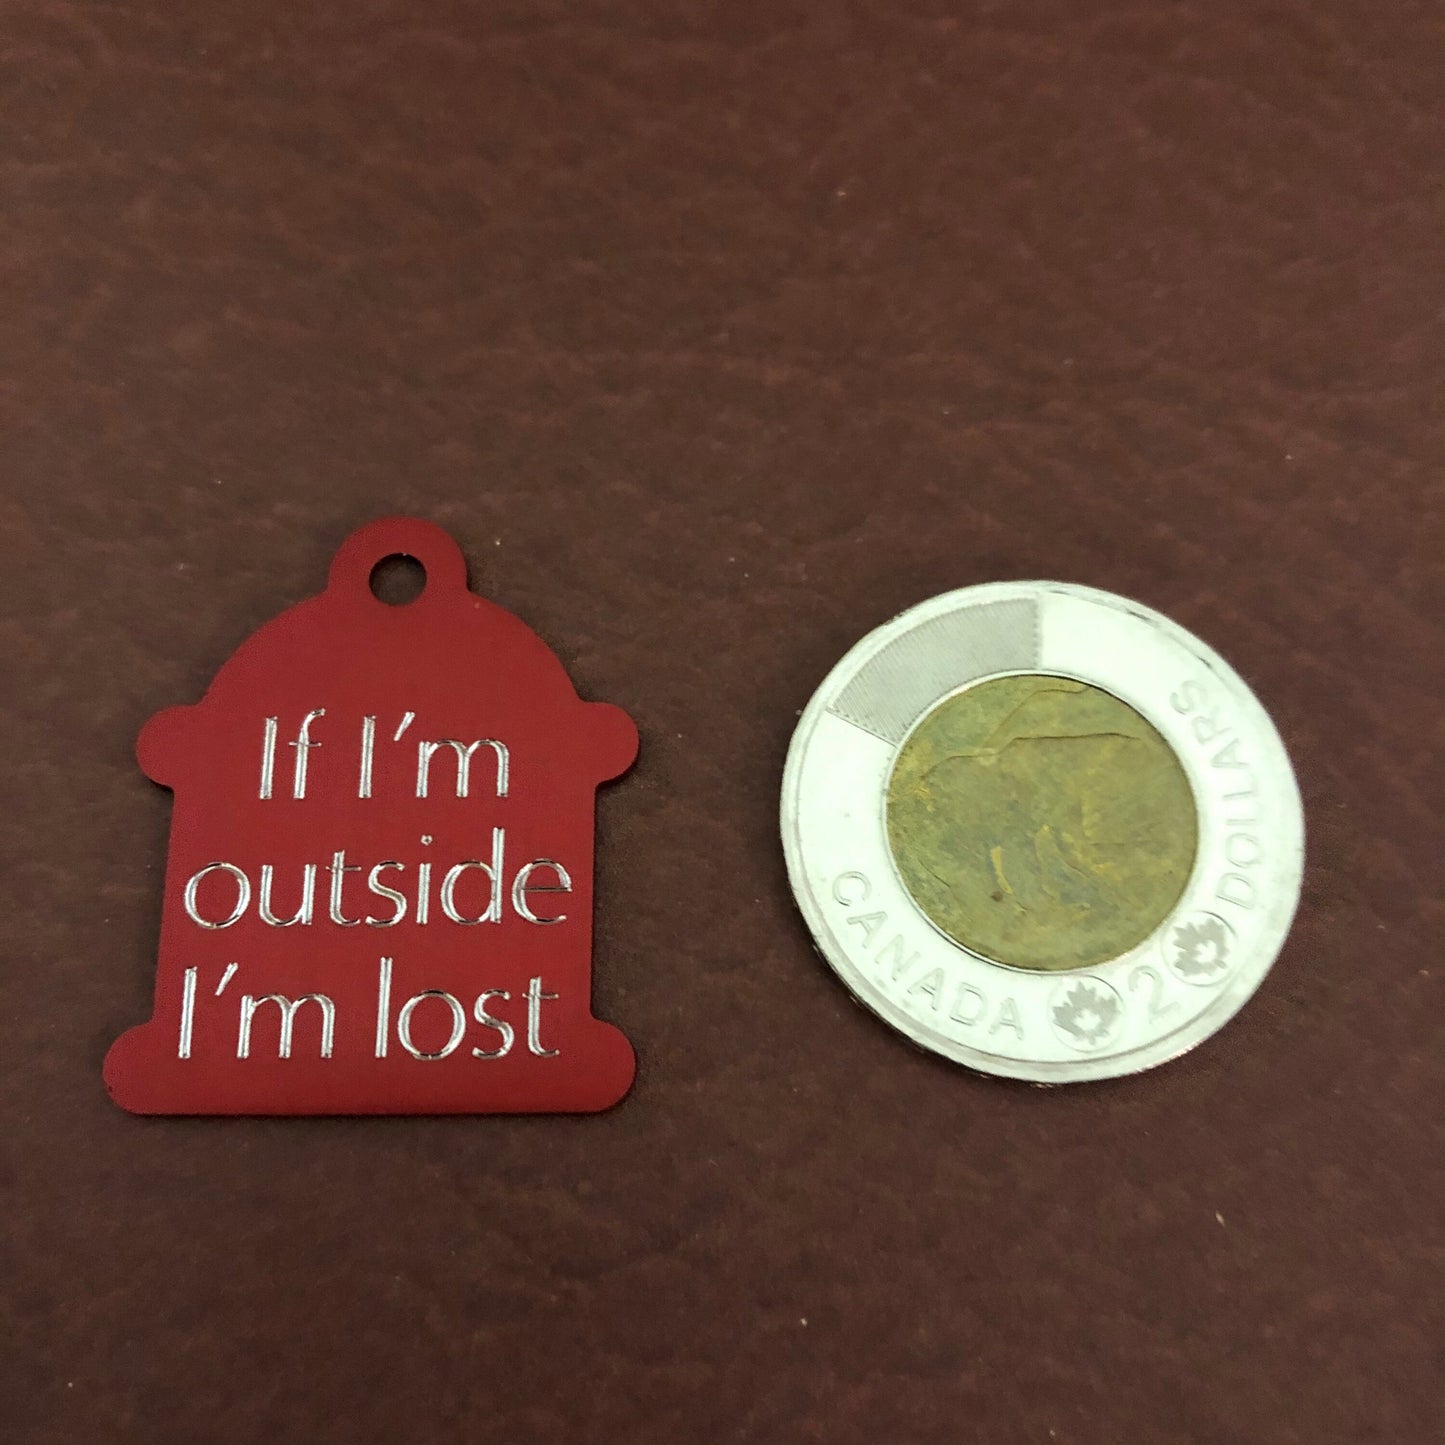 If I'm
outside
I'm lost
CANADA 2 DOLLARS